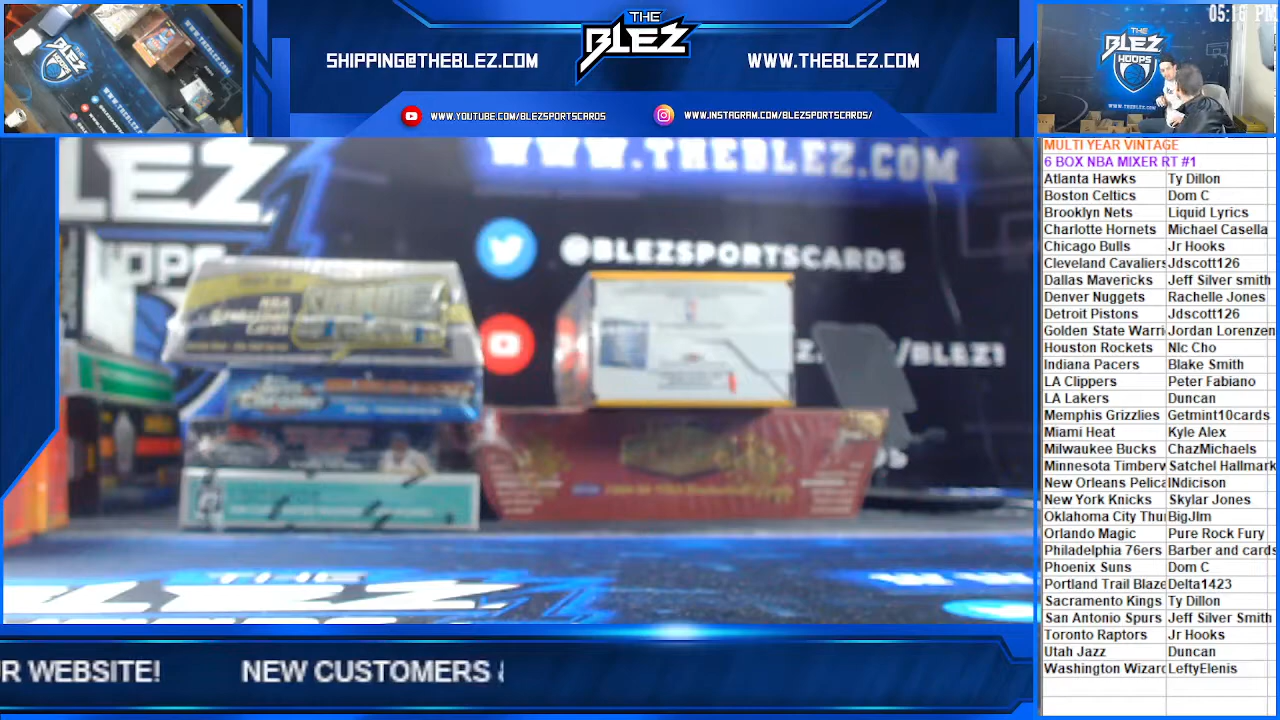 THE
BLEZ
SHIPPING@THEBLEZ.COM
WWW.THEBLEZ.COM
WWW.YOUTUBE.COM/BLEZSPORTSCARDS
WWW.INSTAGRAM.COM/BLEZSPORTSCARDS/
05:16 PM
THE
BLEZ
HOOPS
WWW.THEBLEZ.COM
@BLEZSPORTSCARDS
/BLEZ1
MULTI YEAR VINTAGE
6 BOX NBA MIXER RT #1
Atlanta Hawks Ty Dillon
Boston Celtics Dom C
Brooklyn Nets Liquid Lyrics
Charlotte Hornets Michael Casella
Chicago Bulls Jr Hooks
Cleveland Cavaliers Jdscott126
Dallas Mavericks Jeff Silver smith
Denver Nuggets Rachelle Jones
Detroit Pistons Jdscott126
Golden State Warri Jordan Lorenzen
Houston Rockets NIc Cho
Indiana Pacers Blake Smith
LA Clippers Peter Fabiano
LA Lakers Duncan
Memphis Grizzlies Getmint10cards
Miami Heat Kyle Alex
Milwaukee Bucks ChazMichaels
Minnesota Timberv Satchel Hallmark
New Orleans Pelica INdicison
New York Knicks Skylar Jones
Oklahoma City Thu BigJIm
Orlando Magic Pure Rock Fury
Philadelphia 76ers Barber and cards
Phoenix Suns Dom C
Portland Trail Blaze Delta1423
Sacramento Kings Ty Dillon
San Antonio Spurs Jeff Silver Smith
Toronto Raptors Jr Hooks
Utah Jazz Duncan
Washington Wizard LeftyElenis
UR WEBSITE! NEW CUSTOMERS &